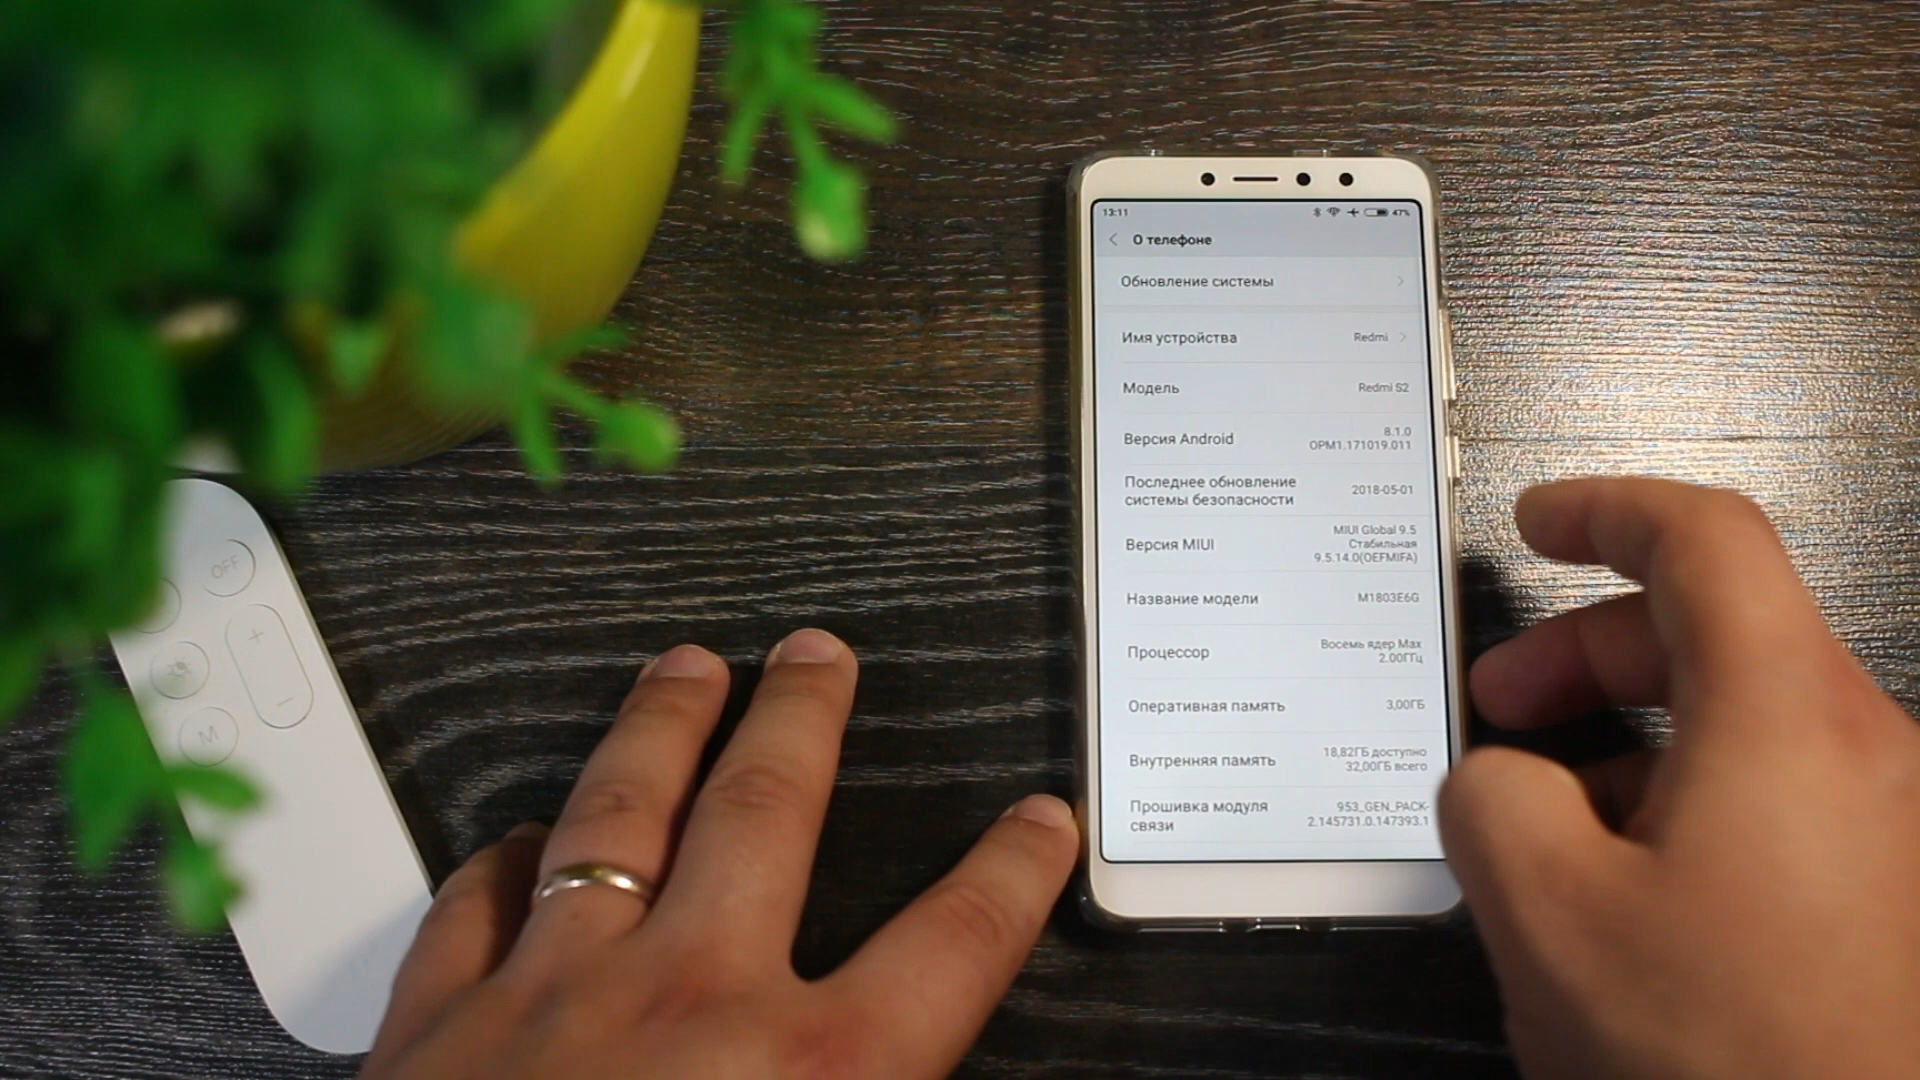 13:11 47%
О телефоне
Обновление системы
Имя устройства Redmi
Модель Redmi S2
Версия Android 8.1.0
OPM1.171019.011
Последнее обновление
системы безопасности 2018-05-01
Версия MIUI MIUI Global 9.5
Стабильная
9.5.14.0(OEFMIFA)
Название модели M1803E6G
Процессор Восемь ядер Max
2.00ГГц
Оперативная память 3,00ГБ
Внутренняя память 18,82ГБ доступно
32,00ГБ всего
Прошивка модуля 953_GEN_PACK-
связи 2.145731.0.147393.1
OFF
+
−
M